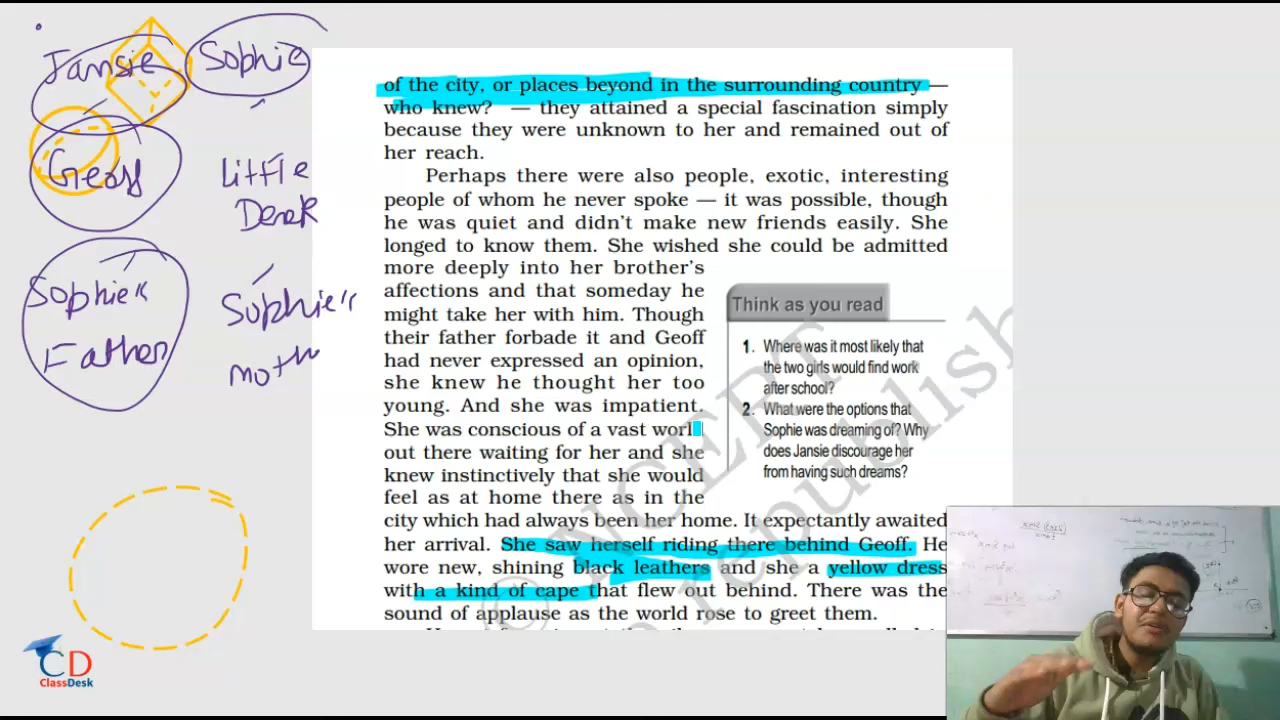 Jansie
Sophie
Geoff
Little
Derek
Sophie's
Father
Sophie's
moth
of the city, or places beyond in the surrounding country —
who knew? — they attained a special fascination simply
because they were unknown to her and remained out of
her reach.
Perhaps there were also people, exotic, interesting
people of whom he never spoke — it was possible, though
he was quiet and didn't make new friends easily. She
longed to know them. She wished she could be admitted
more deeply into her brother's
affections and that someday he
might take her with him. Though
their father forbade it and Geoff
had never expressed an opinion,
she knew he thought her too
young. And she was impatient.
She was conscious of a vast worl
out there waiting for her and she
knew instinctively that she would
feel as at home there as in the
city which had always been her home. It expectantly awaited
her arrival. She saw herself riding there behind Geoff. He
wore new, shining black leathers and she a yellow dress
with a kind of cape that flew out behind. There was the
sound of applause as the world rose to greet them.
Think as you read
1. Where was it most likely that
the two girls would find work
after school?
2. What were the options that
Sophie was dreaming of? Why
does Jansie discourage her
from having such dreams?
© NCERT
republish
CD
ClassDesk